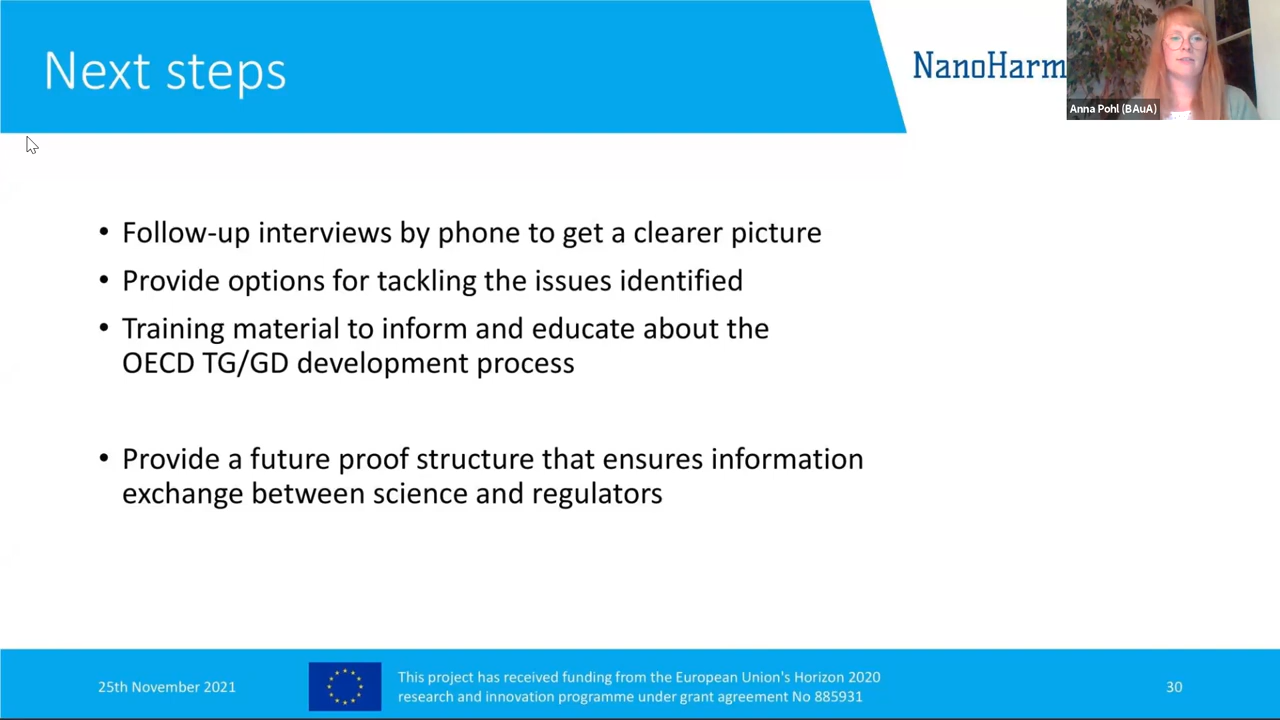 Next steps
NanoHarm
Anna Pohl (BAuA)
• Follow-up interviews by phone to get a clearer picture
• Provide options for tackling the issues identified
• Training material to inform and educate about the
OECD TG/GD development process
• Provide a future proof structure that ensures information
exchange between science and regulators
25th November 2021
This project has received funding from the European Union's Horizon 2020
research and innovation programme under grant agreement No 885931
30